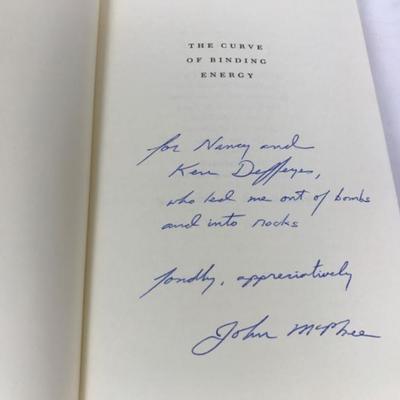 THE CURVE
OF BINDING
ENERGY
for Nancy and
Ken Deffeyes,
who led me out of bombs
and into rocks
fondly, appreciatively
John McPhee